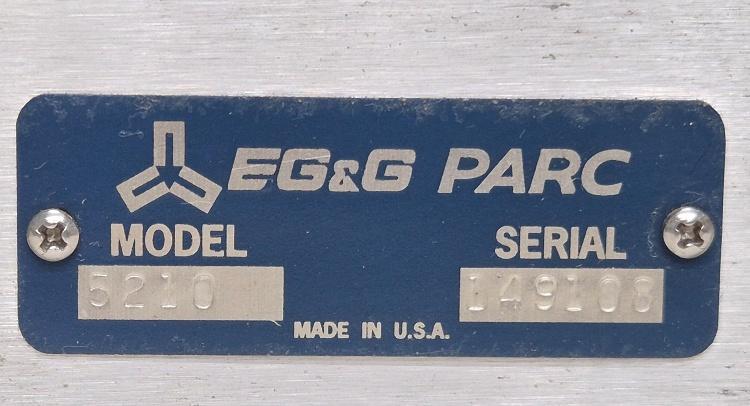 EG&G PARC
MODEL SERIAL
5210 149108
MADE IN U.S.A.